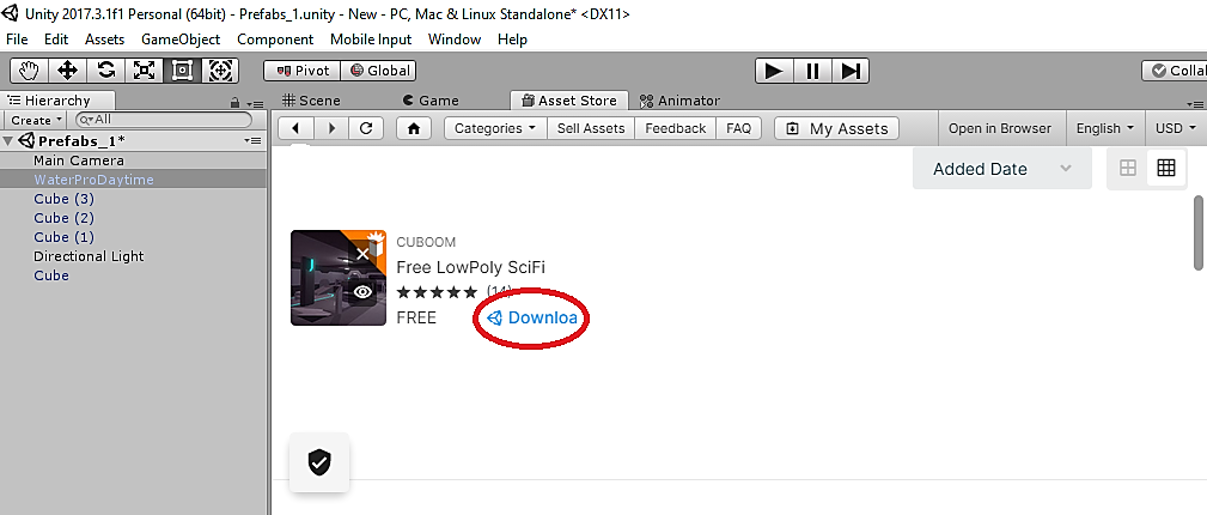 Unity 2017.3.1f1 Personal (64bit) - Prefabs_1.unity - New - PC, Mac & Linux Standalone* <DX11>
File Edit Assets GameObject Component Mobile Input Window Help
Pivot Global Collab
Hierarchy Scene Game Asset Store Animator
Create All Categories Sell Assets Feedback FAQ My Assets Open in Browser English USD
Prefabs_1*
Main Camera
WaterProDaytime
Cube (3)
Cube (2)
Cube (1)
Directional Light
Cube
Added Date
CUBOOM
Free LowPoly SciFi
(14)
FREE Downloa